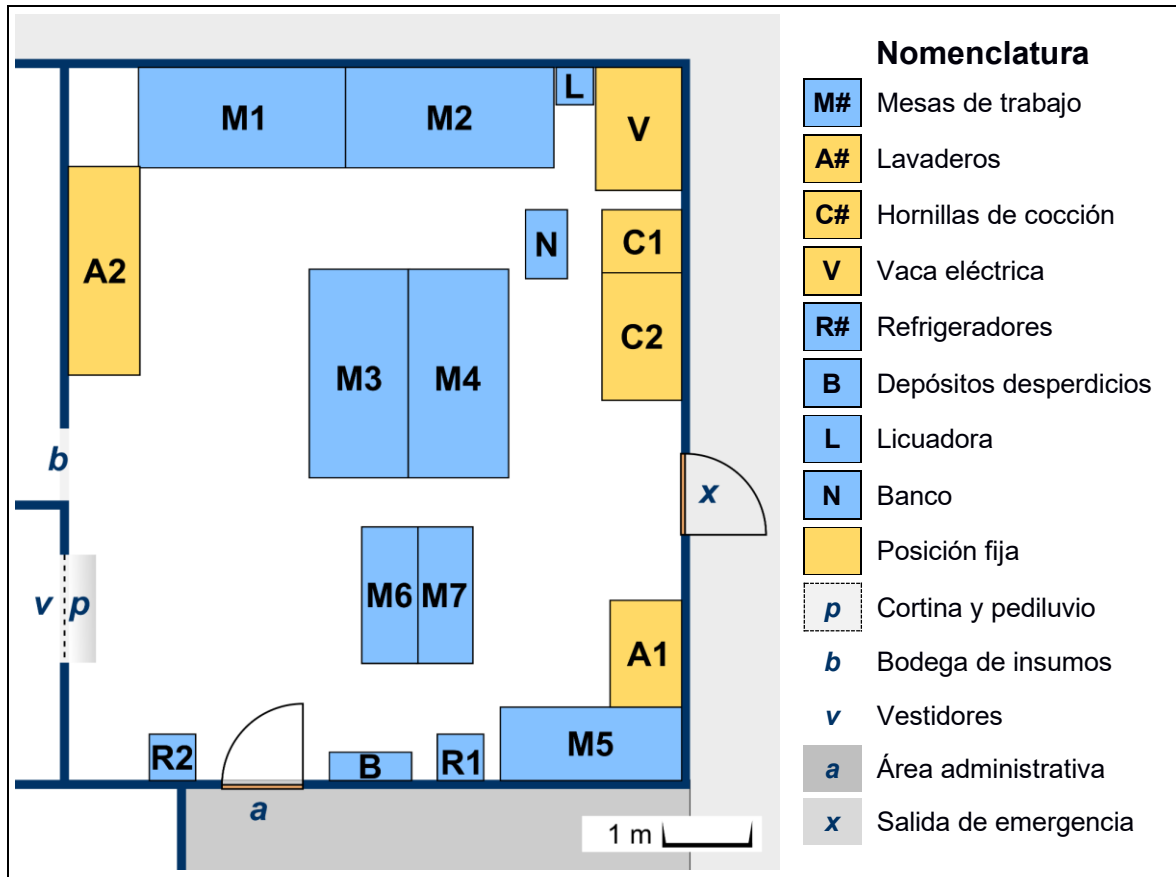 M1
M2
L
V
N
C1
A2
C2
M3
M4
b
x
M6
M7
v
p
A1
R2
B
R1
M5
a
1 m
Nomenclatura
M# Mesas de trabajo
A# Lavaderos
C# Hornillas de cocción
V Vaca eléctrica
R# Refrigeradores
B Depósitos desperdicios
L Licuadora
N Banco
Posición fija
p Cortina y pediluvio
b Bodega de insumos
v Vestidores
a Área administrativa
x Salida de emergencia